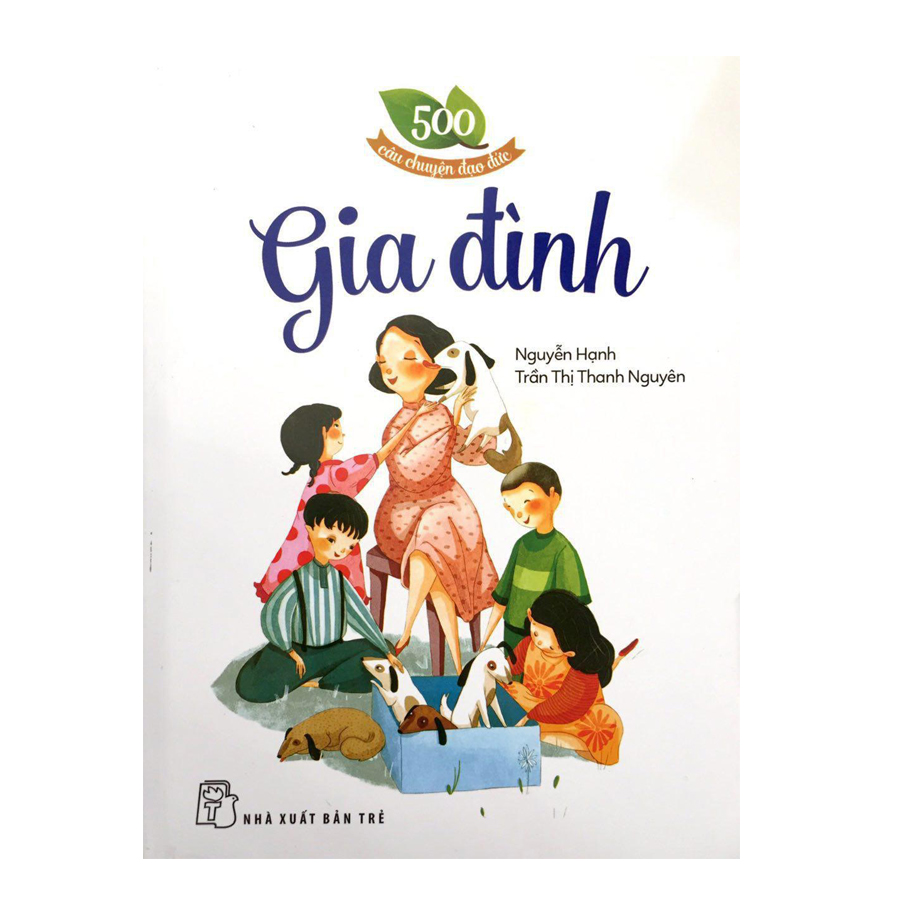 500
câu chuyện đạo đức
Gia đình
Nguyễn Hạnh
Trần Thị Thanh Nguyên
T
NHÀ XUẤT BẢN TRẺ